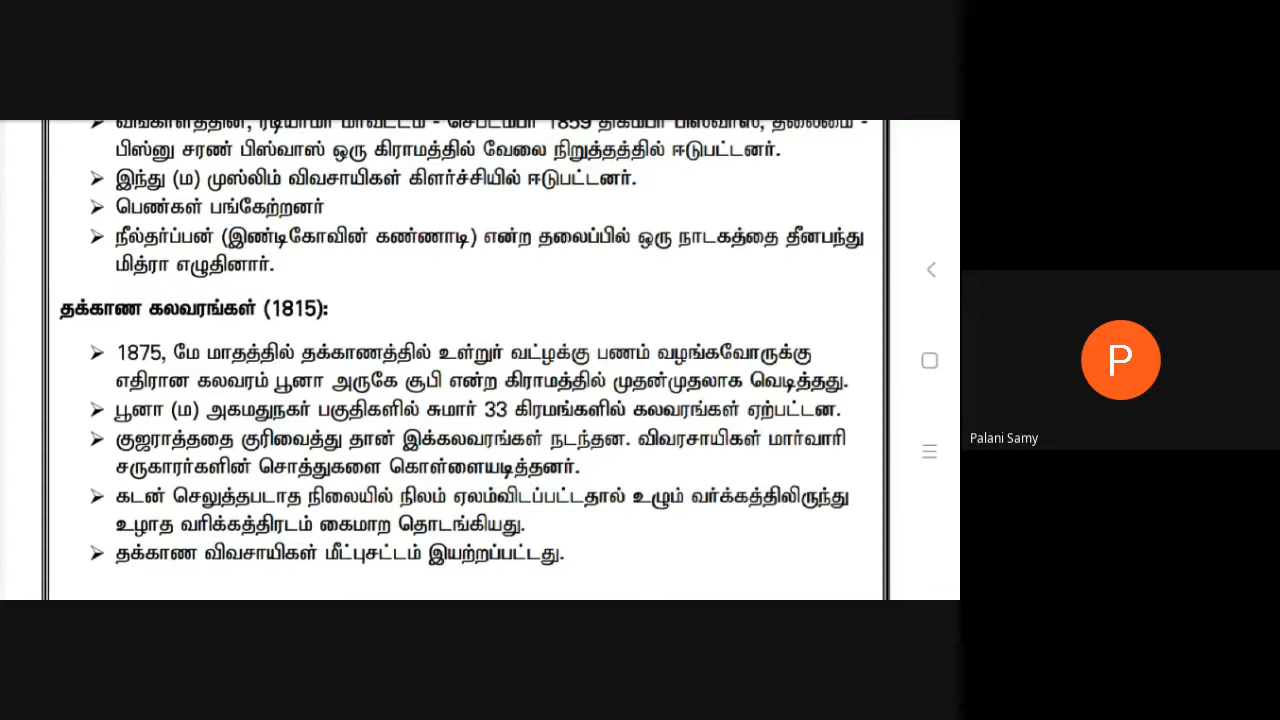 1859
பிஸ்னு சரண் பிஸ்வாஸ் ஒரு கிராமத்தில் வேலை நிறுத்தத்தில் ஈடுபட்டனர்.
➤ இந்து (ம) முஸ்லிம் விவசாயிகள் கிளர்ச்சியில் ஈடுபட்டனர்.
➤ பெண்கள் பங்கேற்றனர்
➤ நீல்தர்ப்பன் (இண்டிகோவின் கண்ணாடி) என்ற தலைப்பில் ஒரு நாடகத்தை தீனபந்து
மித்ரா எழுதினார்.
தக்காண கலவரங்கள் (1815):
➤ 1875, மே மாதத்தில் தக்காணத்தில் உள்றுர் வட்ழக்கு பணம் வழங்கவோருக்கு
எதிரான கலவரம் பூனா அருகே சூபி என்ற கிராமத்தில் முதன்முதலாக வெடித்தது.
➤ பூனா (ம) அகமதுநகர் பகுதிகளில் சுமார் 33 கிரமங்களில் கலவரங்கள் ஏற்பட்டன.
➤ குஜராத்ததை குரிவைத்து தான் இக்கலவரங்கள் நடந்தன. விவரசாயிகள் மார்வாரி
சருகாரர்களின் சொத்துகளை கொள்ளையடித்தனர்.
➤ கடன் செலுத்தபடாத நிலையில் நிலம் ஏலம்விடப்பட்டதால் உழும் வர்க்கத்திலிருந்து
உழாத வரிக்கத்திரடம் கைமாற தொடங்கியது.
➤ தக்காண விவசாயிகள் மீட்புசட்டம் இயற்றப்பட்டது.
P
Palani Samy